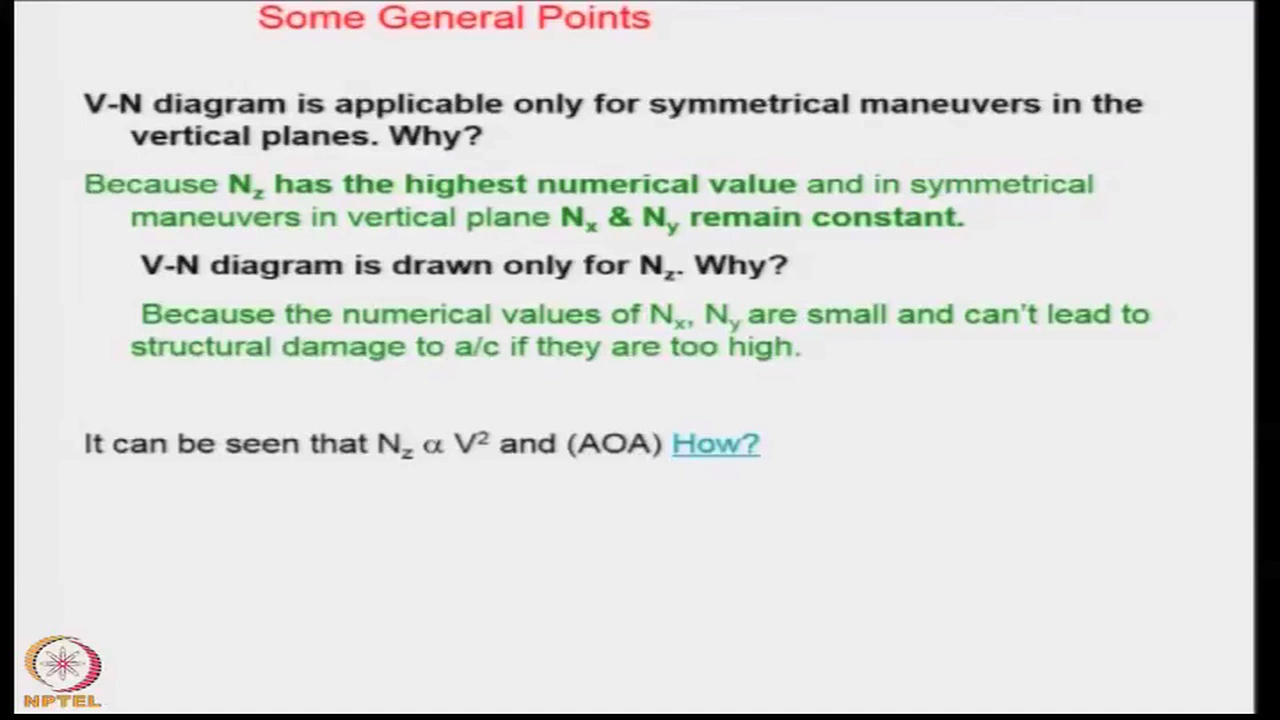 Some General Points
V-N diagram is applicable only for symmetrical maneuvers in the
vertical planes. Why?
Because Nz has the highest numerical value and in symmetrical
maneuvers in vertical plane Nx & Ny remain constant.
V-N diagram is drawn only for Nz. Why?
Because the numerical values of Nx, Ny are small and can't lead to
structural damage to a/c if they are too high.
It can be seen that Nz α V² and (AOA) How?
NPTEL